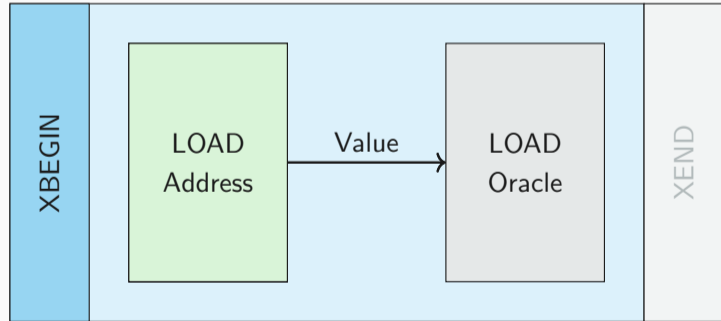 XBEGIN
LOAD
Address
Value
LOAD
Oracle
XEND